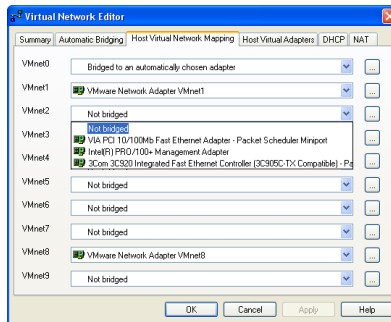 Virtual Network Editor
Summary Automatic Bridging Host Virtual Network Mapping Host Virtual Adapters DHCP NAT
VMnet0 Bridged to an automatically chosen adapter ...
VMnet1 VMware Network Adapter VMnet1 ...
VMnet2 Not bridged ...
Not bridged
VMnet3 VIA PCI 10/100Mb Fast Ethernet Adapter - Packet Scheduler Miniport ...
Intel(R) PRO/100+ Management Adapter
VMnet4 3Com 3C920 Integrated Fast Ethernet Controller (3C905C-TX Compatible) - Pa ...
VMnet5 Not bridged ...
VMnet6 Not bridged ...
VMnet7 Not bridged ...
VMnet8 VMware Network Adapter VMnet8 ...
VMnet9 Not bridged ...
OK Cancel Apply Help